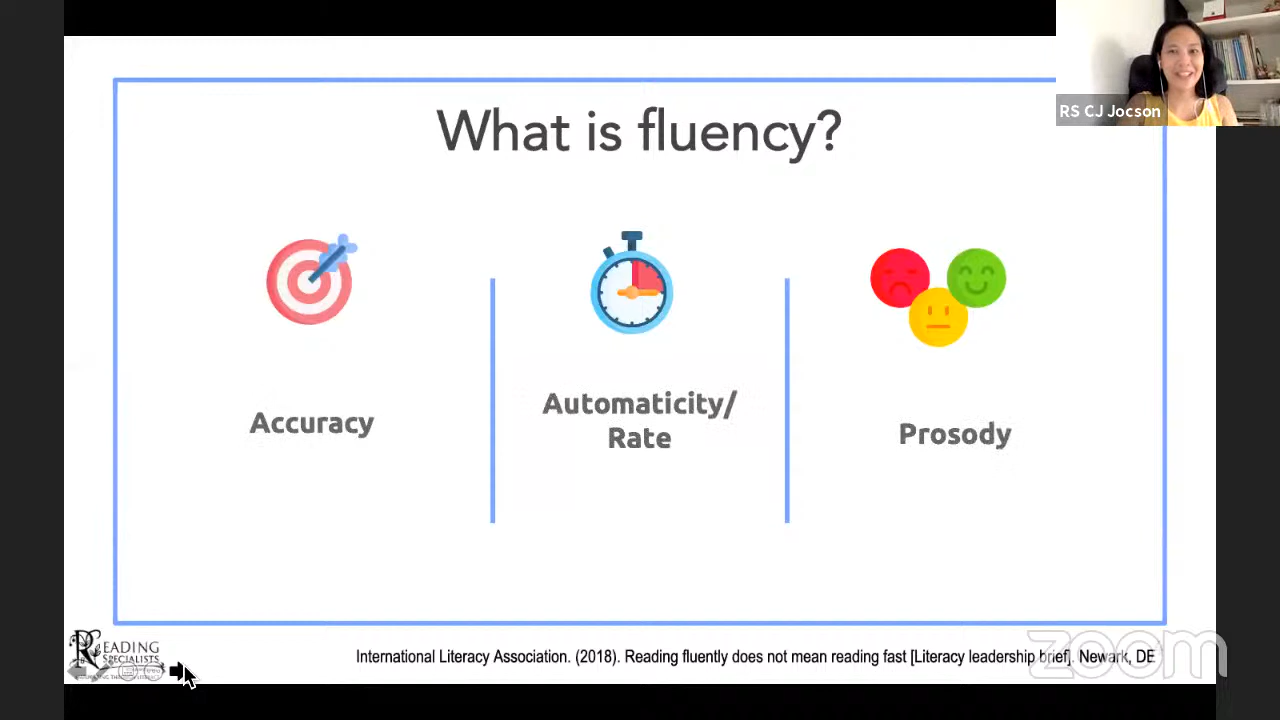 What is fluency?
RS CJ Jocson
Accuracy
Automaticity/
Rate
Prosody
READING
SPECIALISTS
International Literacy Association. (2018). Reading fluently does not mean reading fast [Literacy leadership brief]. Newark, DE
zoom